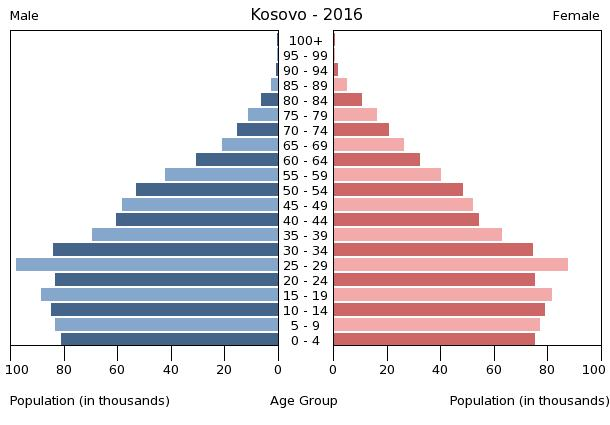 Kosovo - 2016
Male
Female
100+
95 - 99
90 - 94
85 - 89
80 - 84
75 - 79
70 - 74
65 - 69
60 - 64
55 - 59
50 - 54
45 - 49
40 - 44
35 - 39
30 - 34
25 - 29
20 - 24
15 - 19
10 - 14
5 - 9
0 - 4
100 80 60 40 20 0 0 20 40 60 80 100
Population (in thousands) Age Group Population (in thousands)